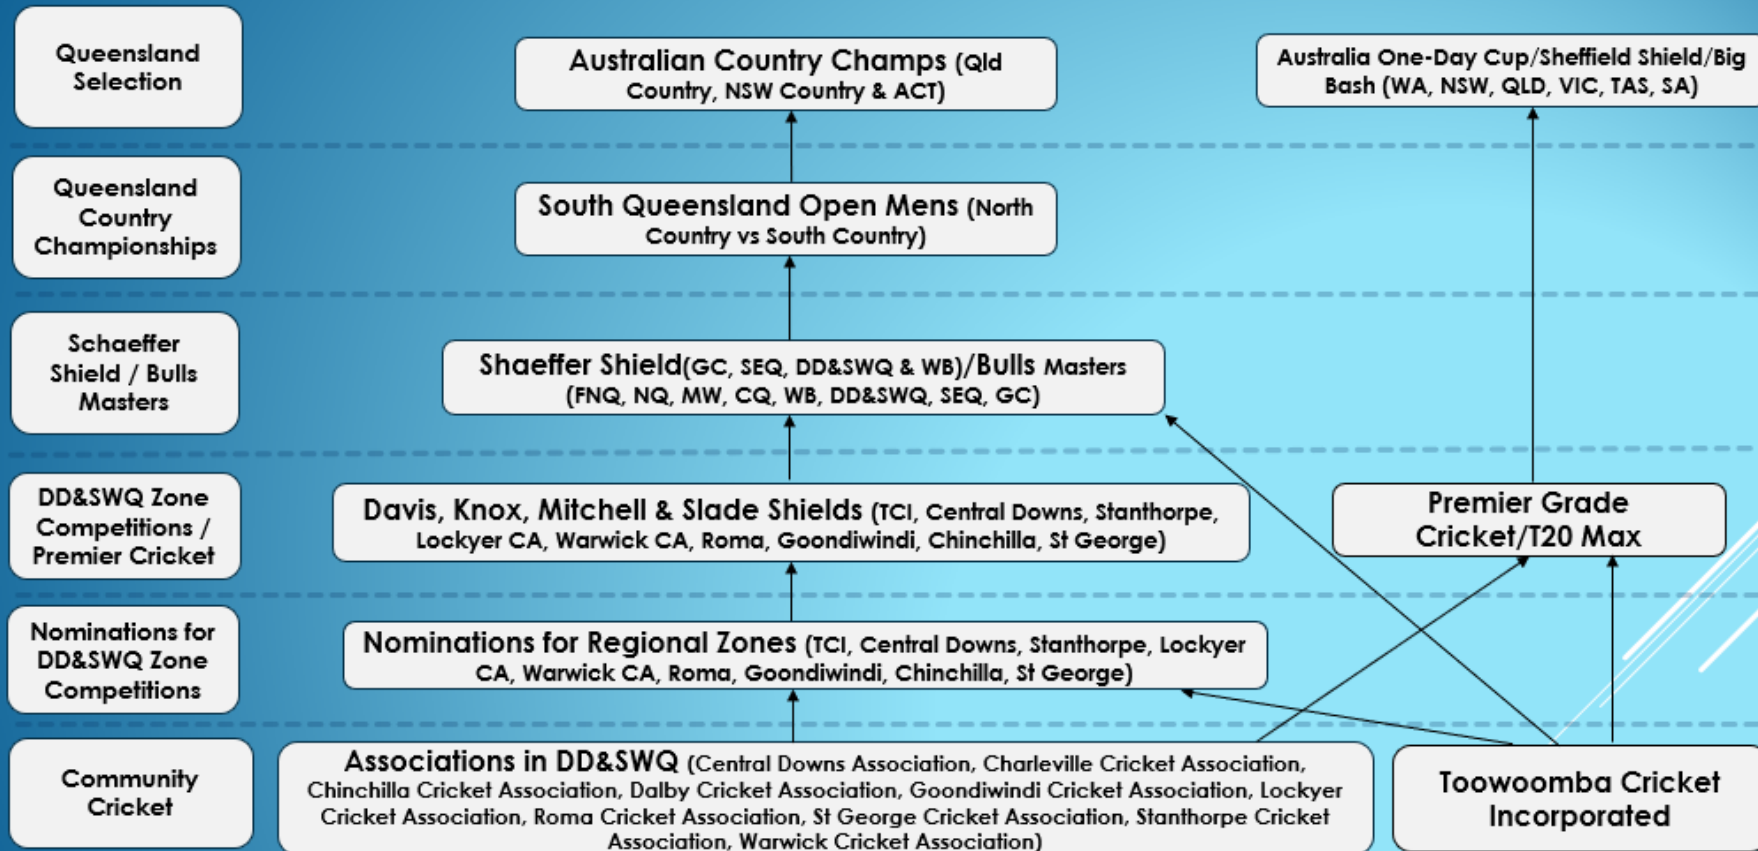 Queensland
Selection
Australian Country Champs (Qld
Country, NSW Country & ACT)
Australia One-Day Cup/Sheffield Shield/Big
Bash (WA, NSW, QLD, VIC, TAS, SA)
Queensland
Country
Championships
South Queensland Open Mens (North
Country vs South Country)
Schaeffer
Shield / Bulls
Masters
Shaeffer Shield(GC, SEQ, DD&SWQ & WB)/Bulls Masters
(FNQ, NQ, MW, CQ, WB, DD&SWQ, SEQ, GC)
DD&SWQ Zone
Competitions /
Premier Cricket
Davis, Knox, Mitchell & Slade Shields (TCI, Central Downs, Stanthorpe,
Lockyer CA, Warwick CA, Roma, Goondiwindi, Chinchilla, St George)
Premier Grade
Cricket/T20 Max
Nominations for
DD&SWQ Zone
Competitions
Nominations for Regional Zones (TCI, Central Downs, Stanthorpe, Lockyer
CA, Warwick CA, Roma, Goondiwindi, Chinchilla, St George)
Community
Cricket
Associations in DD&SWQ (Central Downs Association, Charleville Cricket Association,
Chinchilla Cricket Association, Dalby Cricket Association, Goondiwindi Cricket Association, Lockyer
Cricket Association, Roma Cricket Association, St George Cricket Association, Stanthorpe Cricket
Association, Warwick Cricket Association)
Toowoomba Cricket
Incorporated